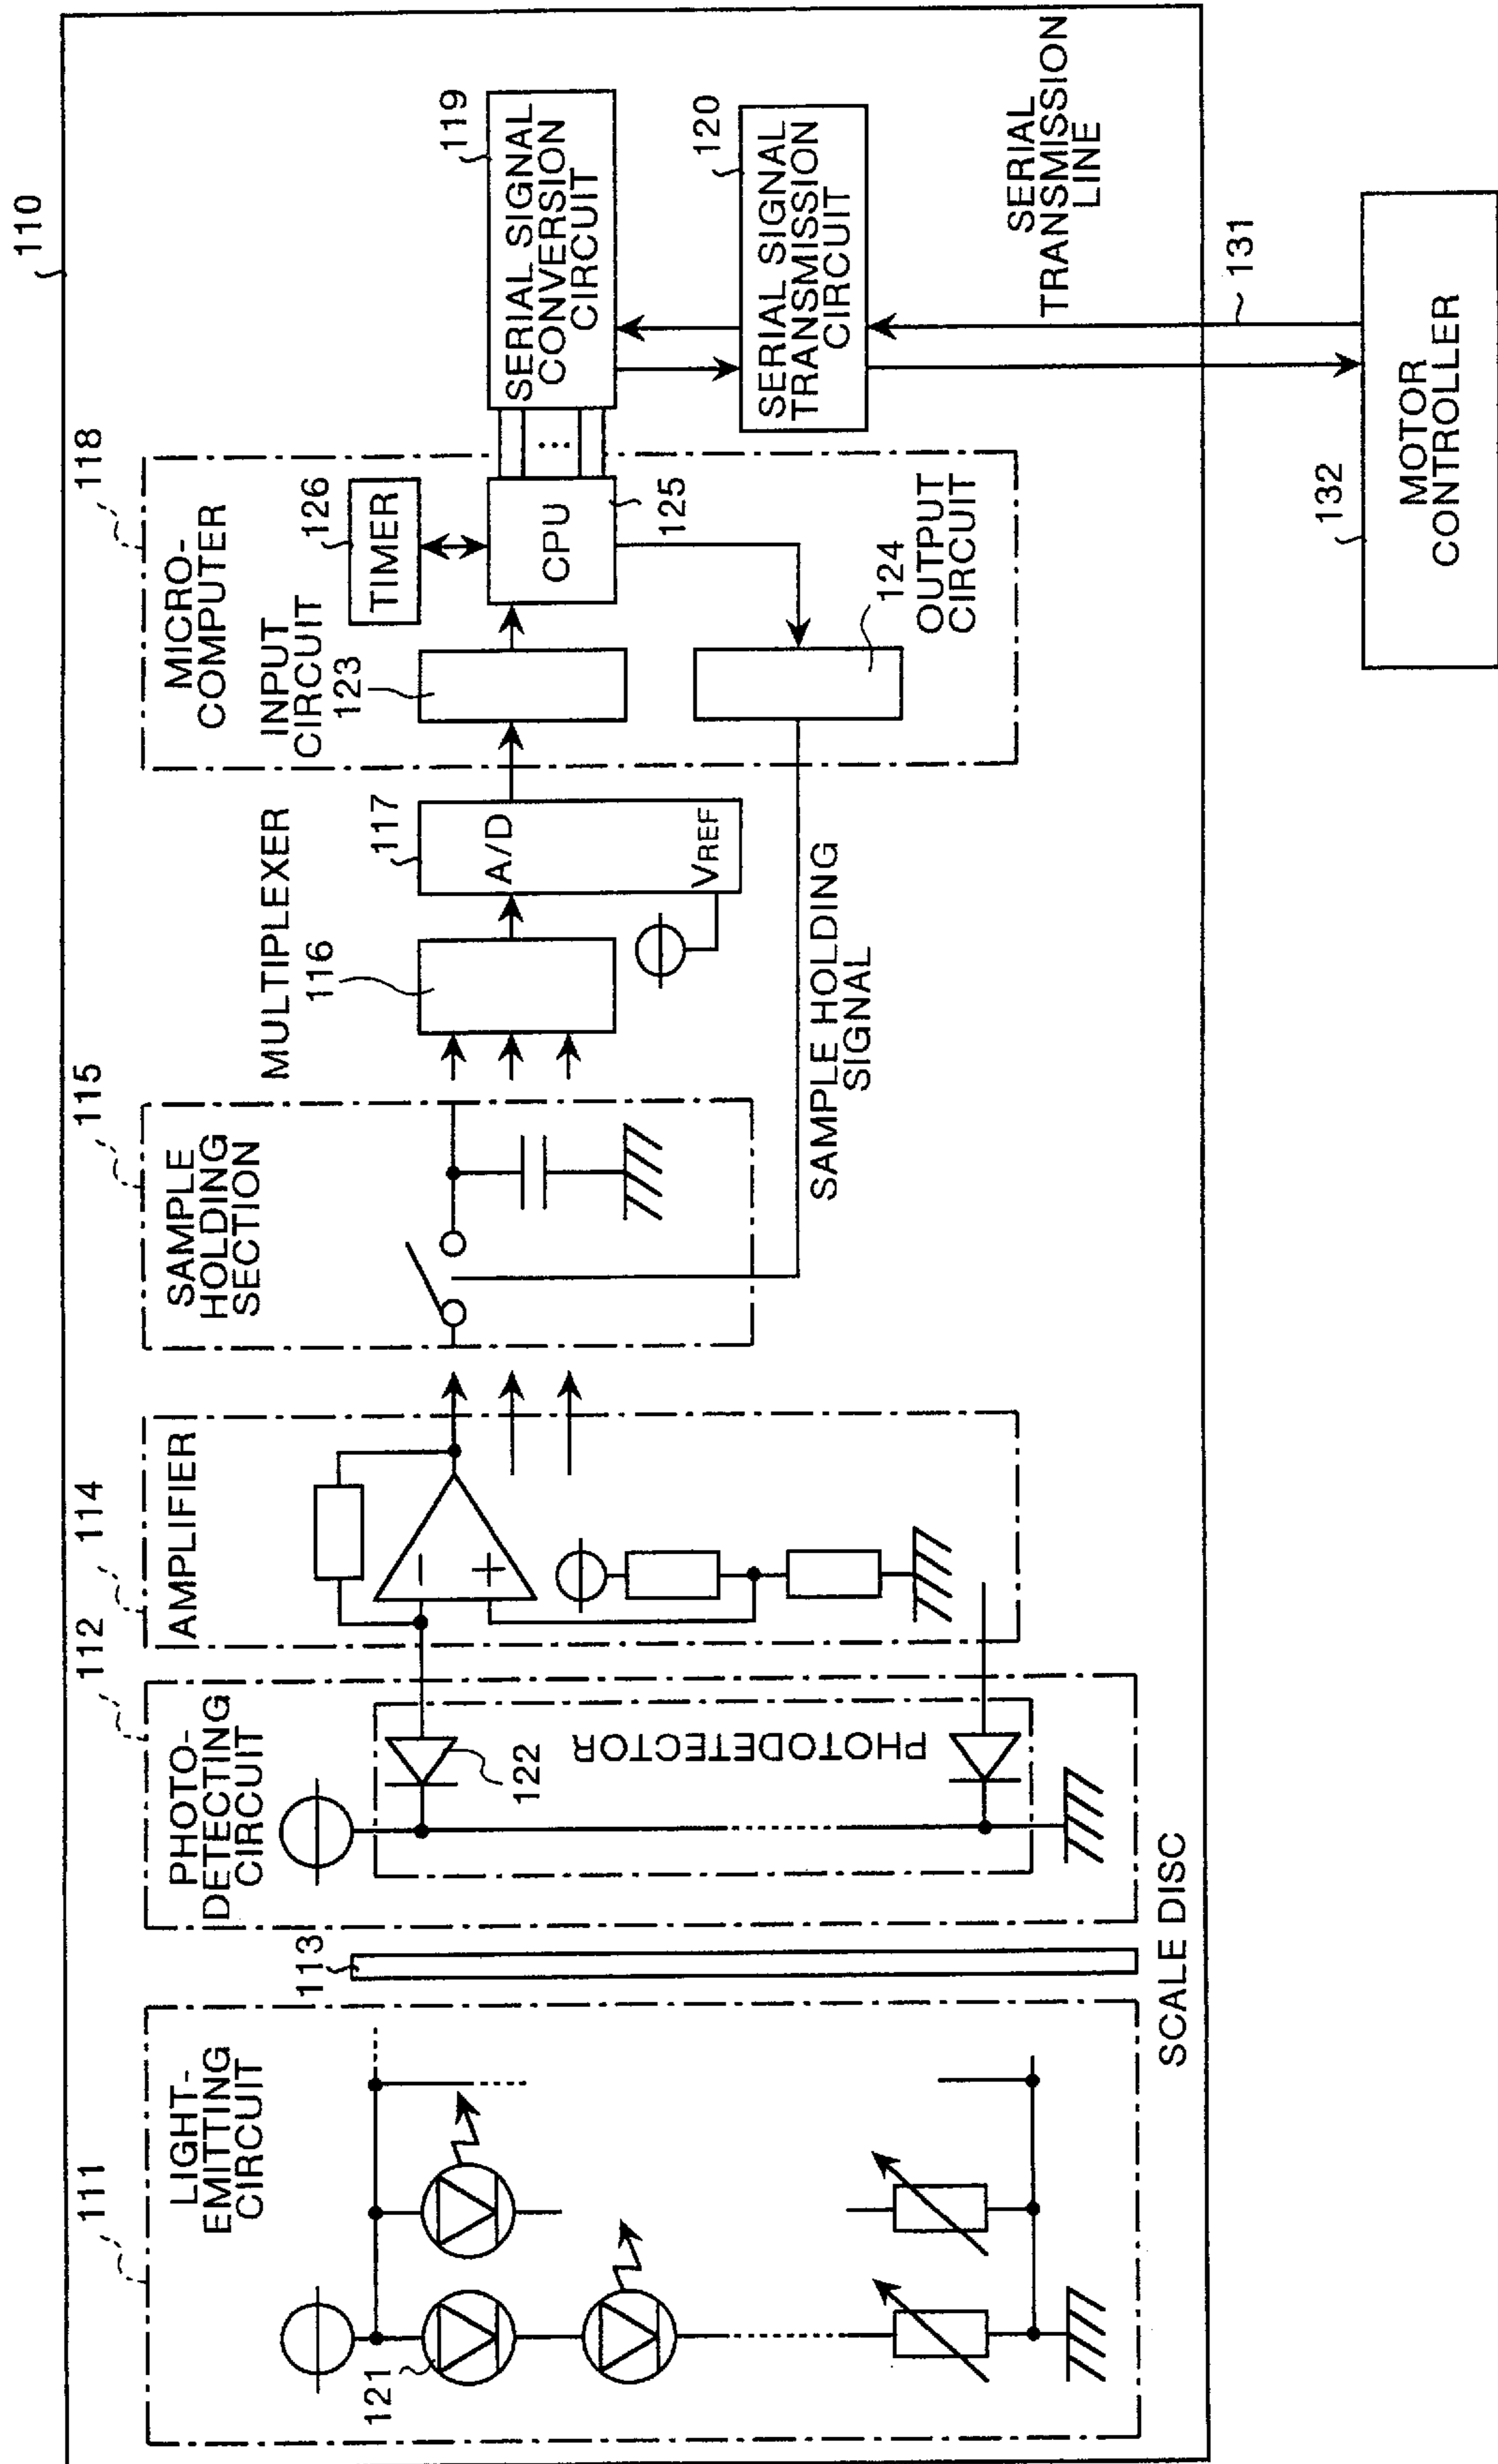 110
111
LIGHT-
EMITTING
CIRCUIT
121
113
SCALE DISC
112
PHOTO-
DETECTING
CIRCUIT
122
PHOTODETECTOR
114
AMPLIFIER
−
+
115
SAMPLE
HOLDING
SECTION
SAMPLE HOLDING
SIGNAL
MULTIPLEXER
116
117
A/D
VREF
118
MICRO-
COMPUTER
INPUT
CIRCUIT
123
126
TIMER
CPU
125
124
OUTPUT
CIRCUIT
119
SERIAL SIGNAL
CONVERSION
CIRCUIT
120
SERIAL SIGNAL
TRANSMISSION
CIRCUIT
SERIAL
TRANSMISSION
LINE
131
132
MOTOR
CONTROLLER